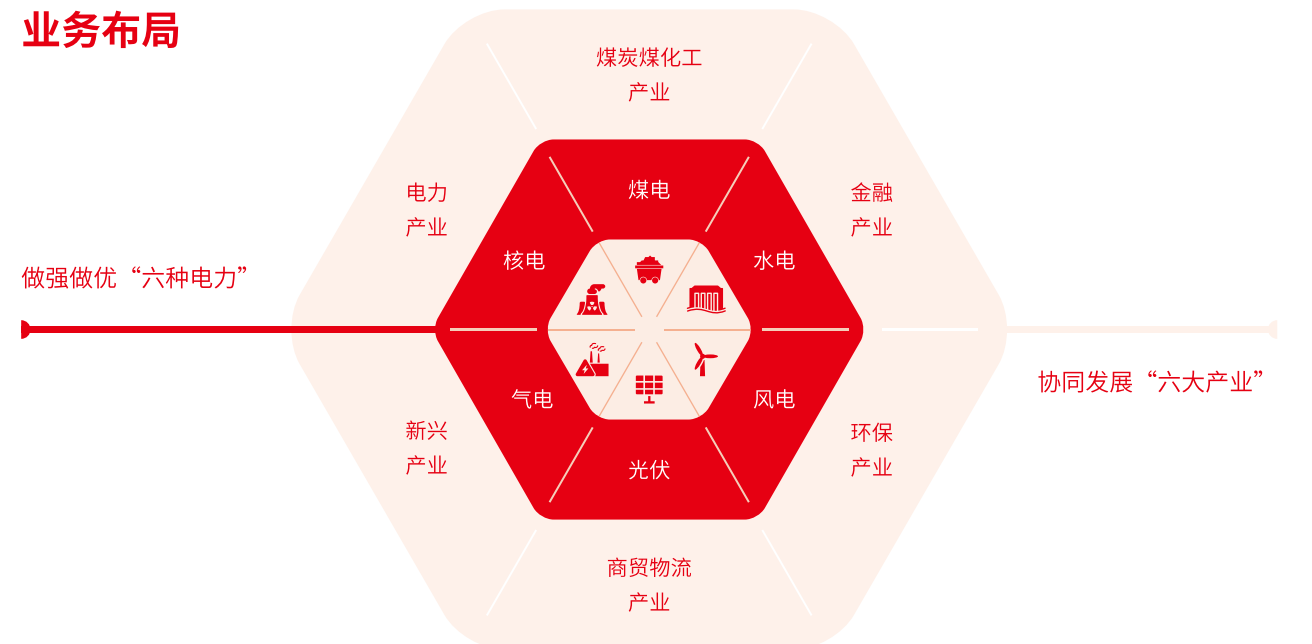 业务布局
煤炭煤化工
产业
电力
产业
金融
产业
煤电
核电
水电
做强做优“六种电力”
协同发展“六大产业”
气电
风电
新兴
产业
环保
产业
光伏
商贸物流
产业